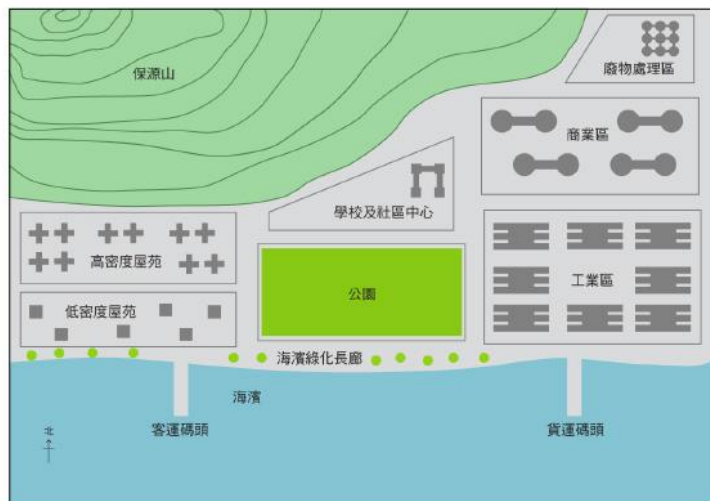 保源山
廢物處理區
商業區
學校及社區中心
高密度屋苑
工業區
公園
低密度屋苑
海濱綠化長廊
海濱
客運碼頭
貨運碼頭
北